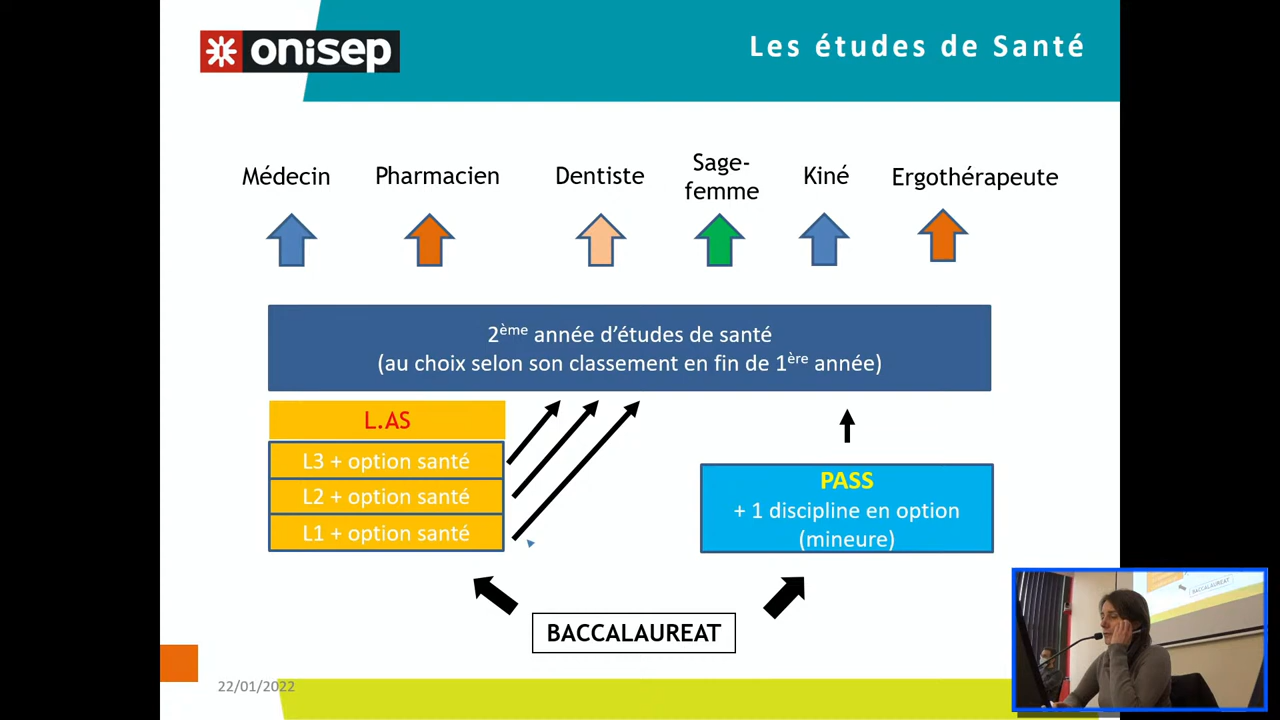 onisep
Les études de Santé
Médecin
Pharmacien
Dentiste
Sage-
femme
Kiné
Ergothérapeute
2ème année d'études de santé
(au choix selon son classement en fin de 1ère année)
L.AS
L3 + option santé
L2 + option santé
L1 + option santé
PASS
+ 1 discipline en option
(mineure)
BACCALAUREAT
22/01/2022
BACCALAUREAT